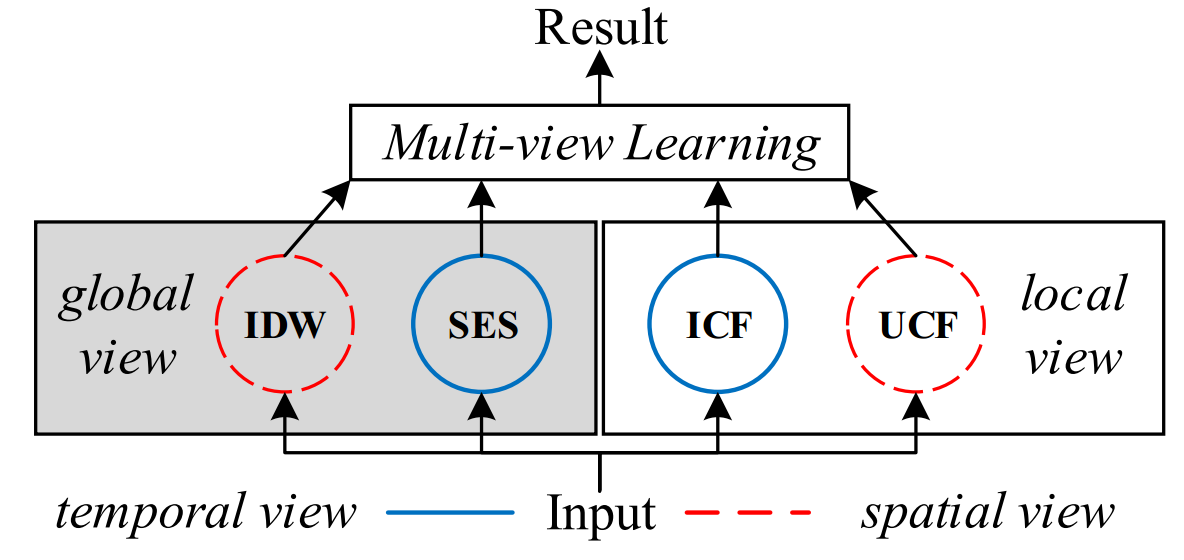 Result
Multi-view Learning
global
view
IDW
SES
ICF
UCF
local
view
temporal view
Input
spatial view